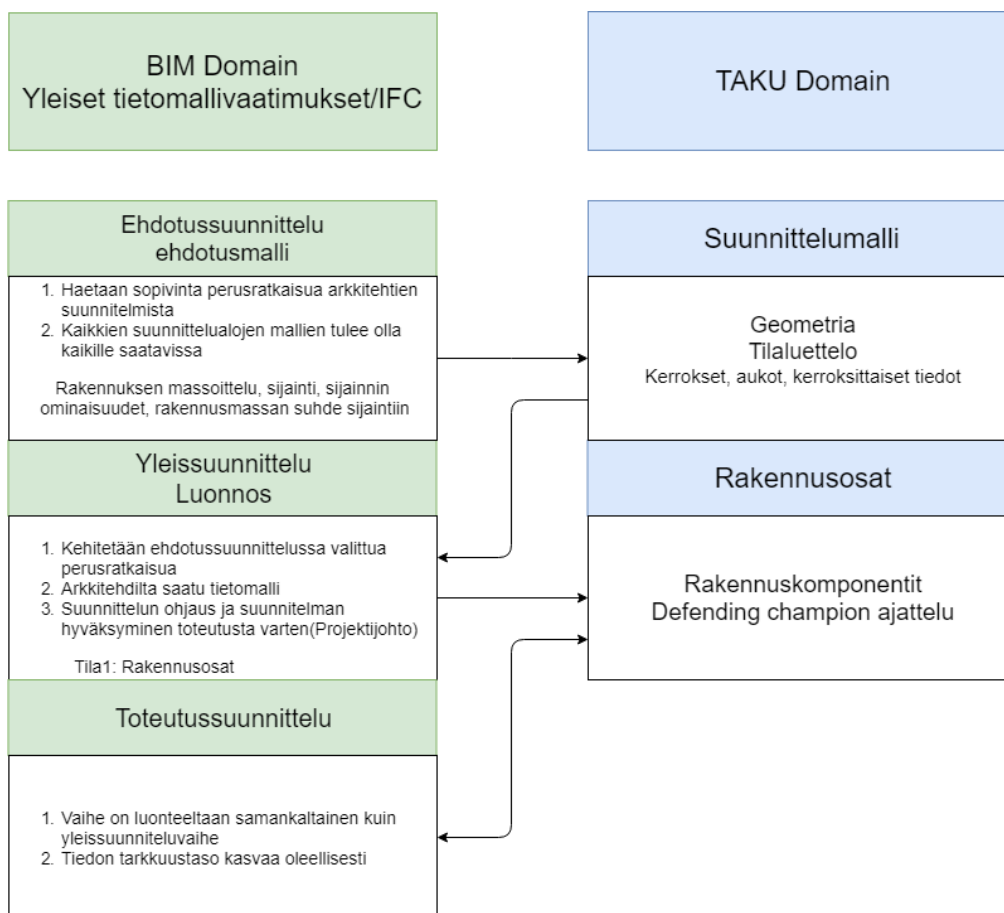 BIM Domain
Yleiset tietomallivaatimukset/IFC
TAKU Domain
Ehdotussuunnittelu
ehdotusmalli
1. Haetaan sopivinta perusratkaisua arkkitehtien
suunnitelmista
2. Kaikkien suunnittelualojen mallien tulee olla
kaikille saatavissa
Rakennuksen massoittelu, sijainti, sijainnin
ominaisuudet, rakennusmassan suhde sijaintiin
Suunnittelumalli
Geometria
Tilaluettelo
Kerrokset, aukot, kerroksittaiset tiedot
Yleissuunnittelu
Luonnos
1. Kehitetään ehdotussuunnittelussa valittua
perusratkaisua
2. Arkkitehdilta saatu tietomalli
3. Suunnittelun ohjaus ja suunnitelman
hyväksyminen toteutusta varten(Projektijohto)
Tila1: Rakennusosat
Rakennusosat
Rakennuskomponentit
Defending champion ajattelu
Toteutussuunnittelu
1. Vaihe on luonteeltaan samankaltainen kuin
yleissuunniteluvaihe
2. Tiedon tarkkuustaso kasvaa oleellisesti